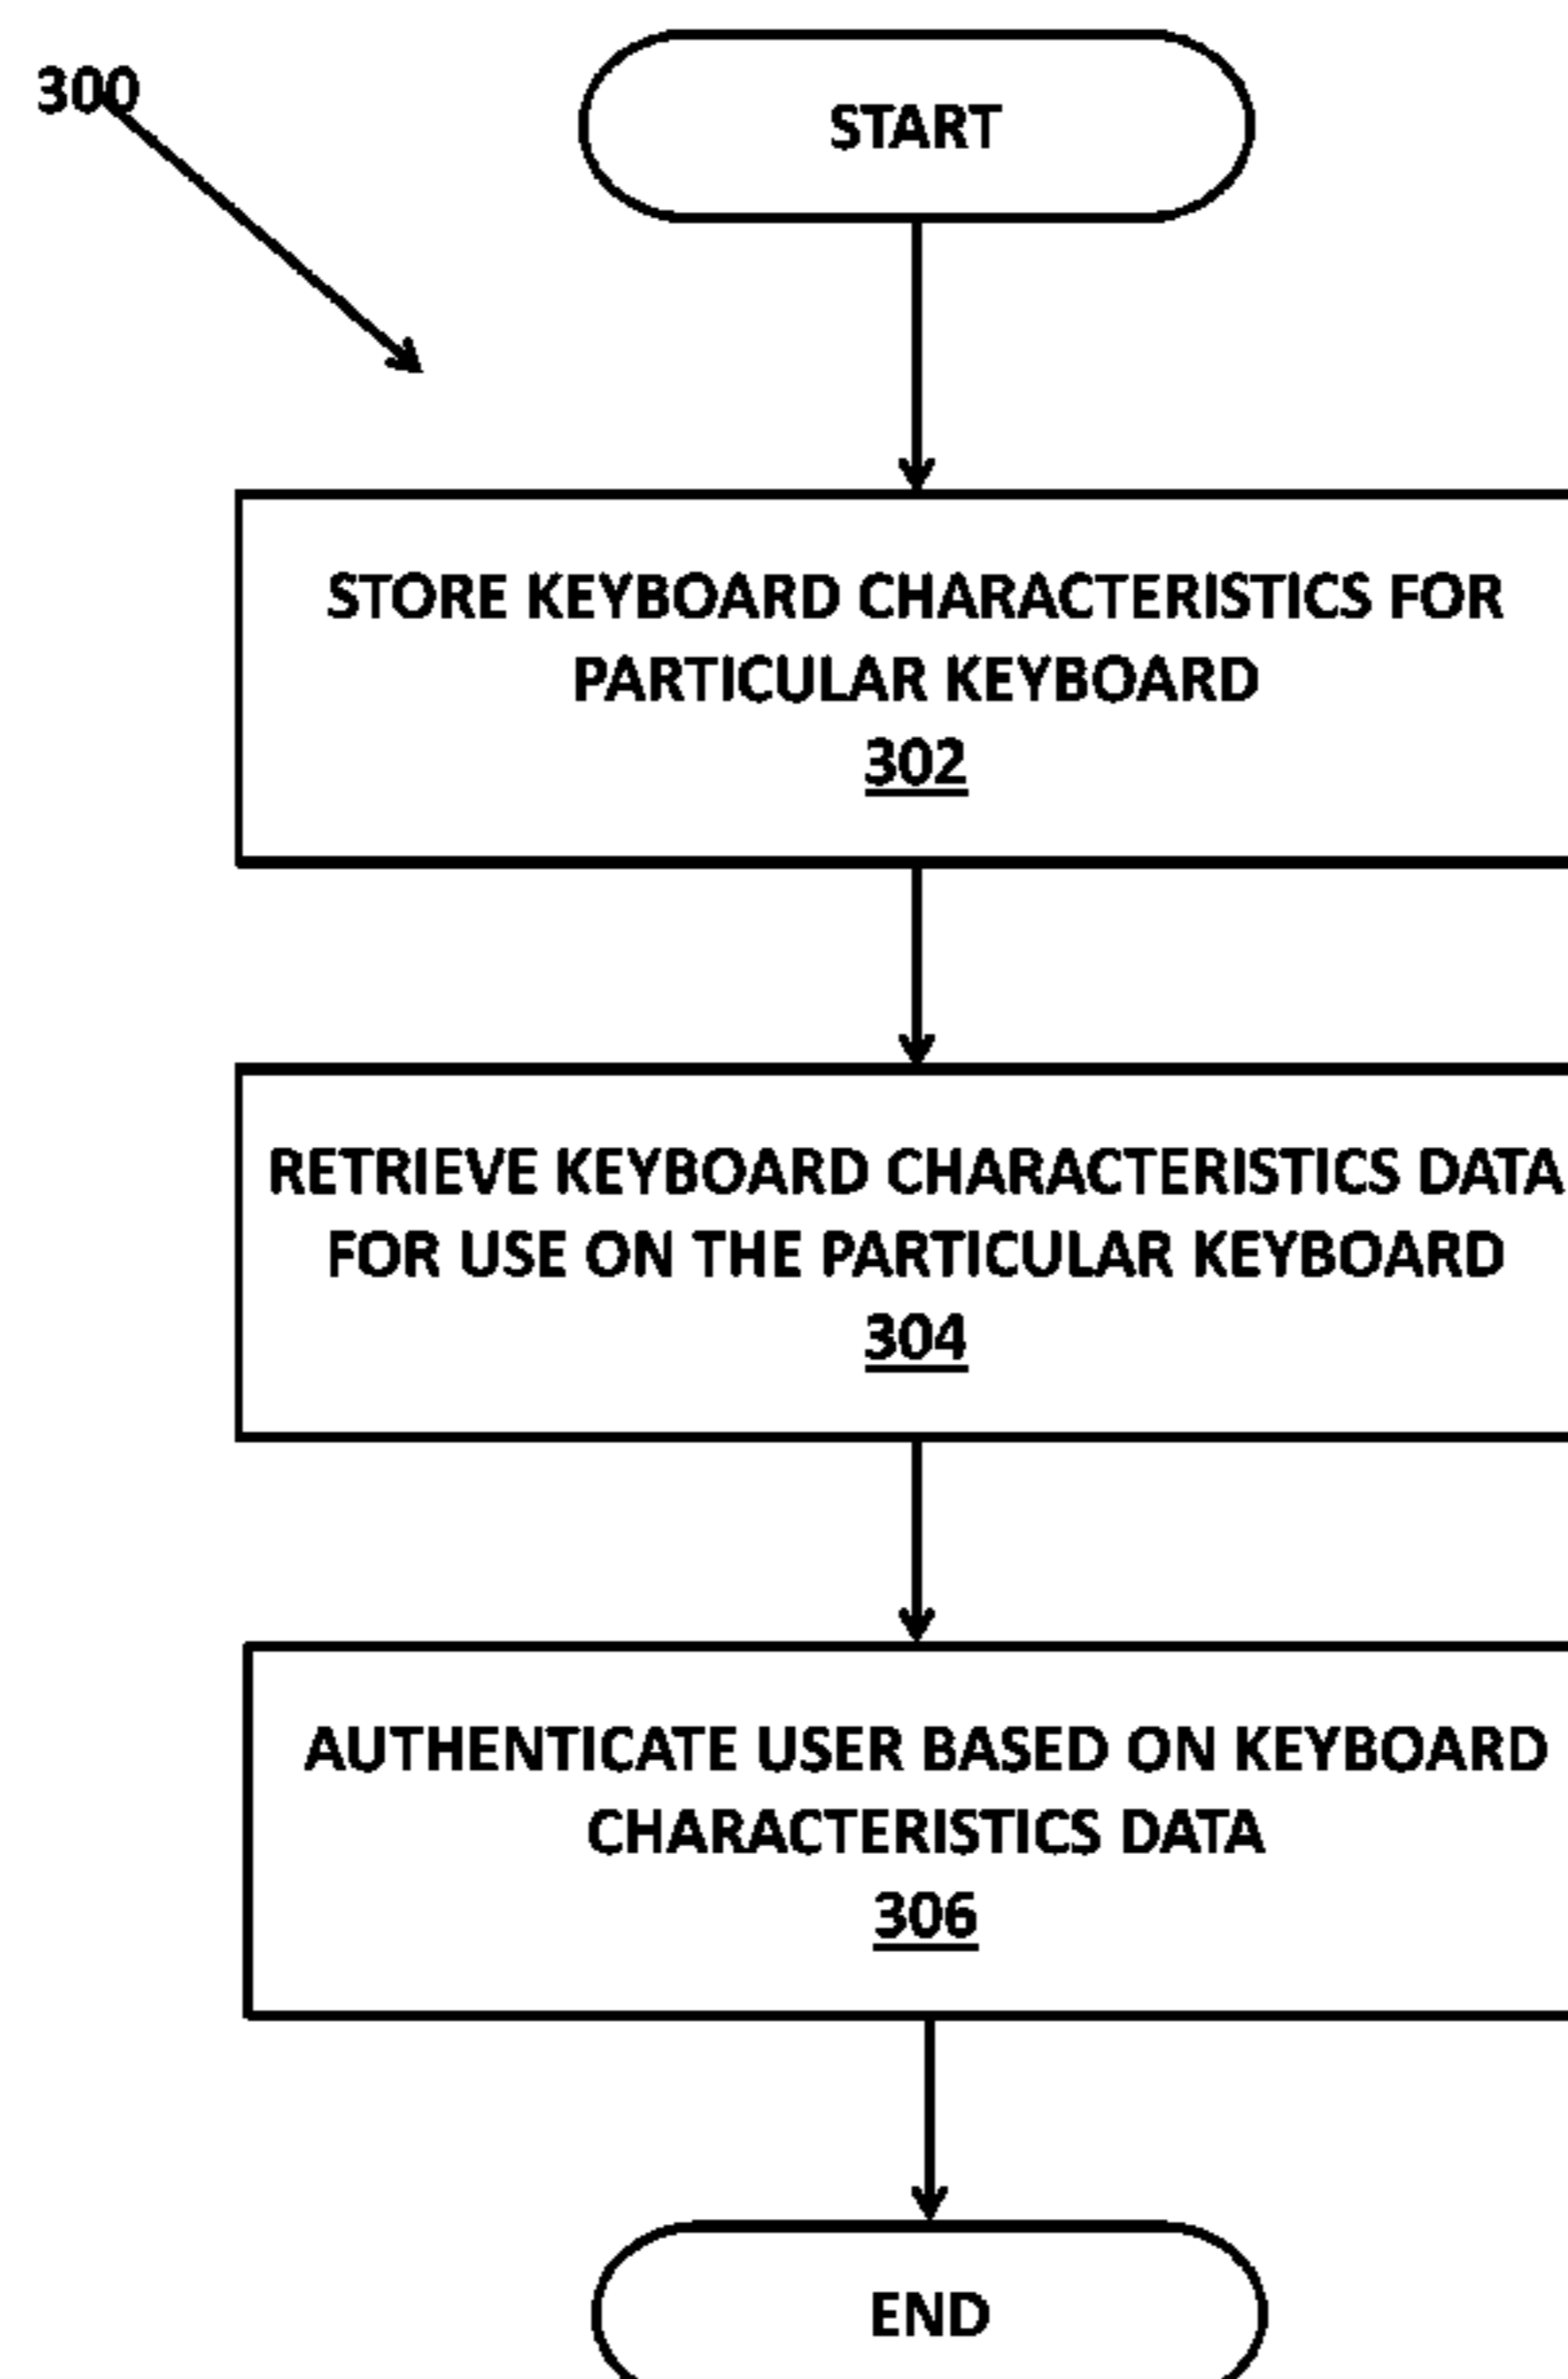 300
START
STORE KEYBOARD CHARACTERISTICS FOR
PARTICULAR KEYBOARD
302
RETRIEVE KEYBOARD CHARACTERISTICS DATA
FOR USE ON THE PARTICULAR KEYBOARD
304
AUTHENTICATE USER BASED ON KEYBOARD
CHARACTERISTICS DATA
306
END